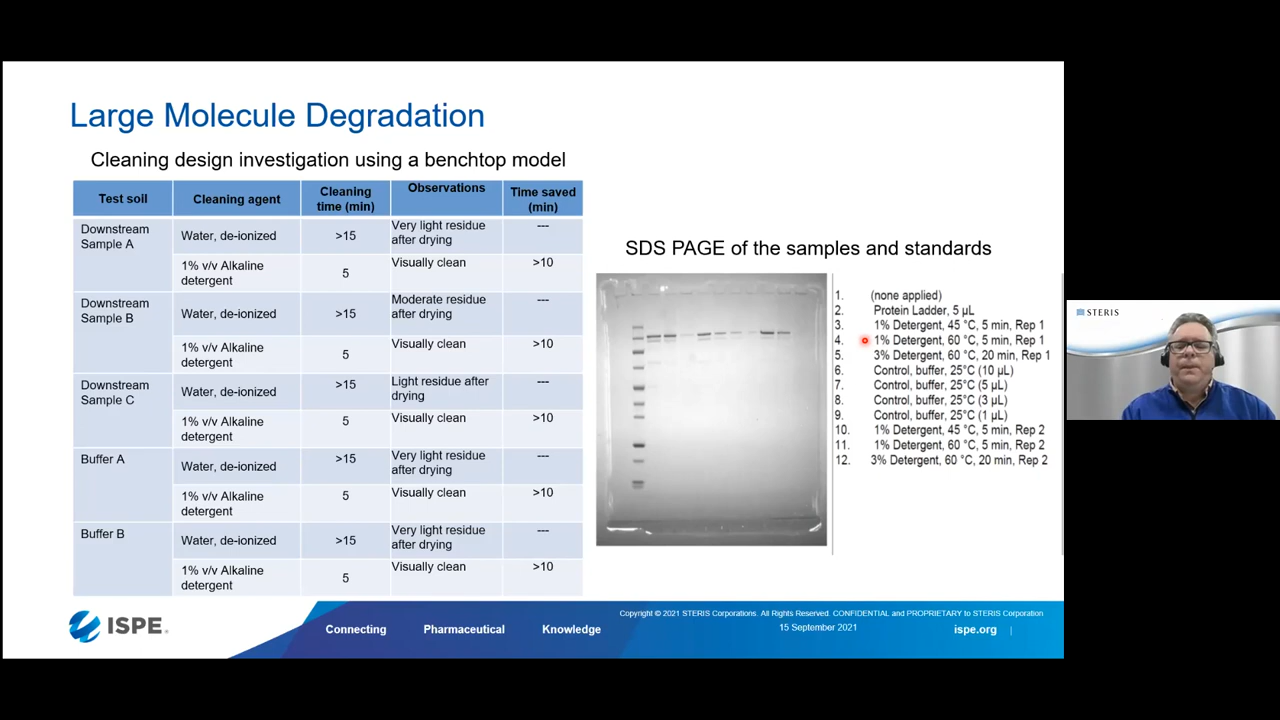 Large Molecule Degradation
Cleaning design investigation using a benchtop model
Test soil
Cleaning agent
Cleaning
time (min)
Observations
Time saved
(min)
Downstream
Sample A
Water, de-ionized
>15
Very light residue
after drying
---
1% v/v Alkaline
detergent
5
Visually clean
>10
Downstream
Sample B
Water, de-ionized
>15
Moderate residue
after drying
---
1% v/v Alkaline
detergent
5
Visually clean
>10
Downstream
Sample C
Water, de-ionized
>15
Light residue after
drying
---
1% v/v Alkaline
detergent
5
Visually clean
>10
Buffer A
Water, de-ionized
>15
Very light residue
after drying
---
1% v/v Alkaline
detergent
5
Visually clean
>10
Buffer B
Water, de-ionized
>15
Very light residue
after drying
---
1% v/v Alkaline
detergent
5
Visually clean
>10
SDS PAGE of the samples and standards
1. (none applied)
2. Protein Ladder, 5 µL
3. 1% Detergent, 45 °C, 5 min, Rep 1
4. 1% Detergent, 60 °C, 5 min, Rep 1
5. 3% Detergent, 60 °C, 20 min, Rep 1
6. Control, buffer, 25°C (10 µL)
7. Control, buffer, 25°C (5 µL)
8. Control, buffer, 25°C (3 µL)
9. Control, buffer, 25°C (1 µL)
10. 1% Detergent, 45 °C, 5 min, Rep 2
11. 1% Detergent, 60 °C, 5 min, Rep 2
12. 3% Detergent, 60 °C, 20 min, Rep 2
STERIS
ISPE®
Connecting Pharmaceutical Knowledge
Copyright © 2021 STERIS Corporations. All Rights Reserved. CONFIDENTIAL and PROPRIETARY to STERIS Corporation
15 September 2021
ispe.org |